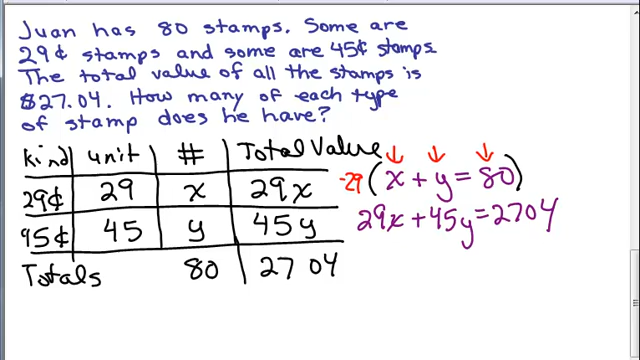 Juan has 80 stamps. Some are
29¢ stamps and some are 45¢ stamps.
The total value of all the stamps is
$27.04. How many of each type
of stamp does he have?
kind unit # Total Value
29¢ 29 x 29x
45¢ 45 y 45y
Totals 80 27 04
-29(x + y = 80)
29x + 45y = 2704